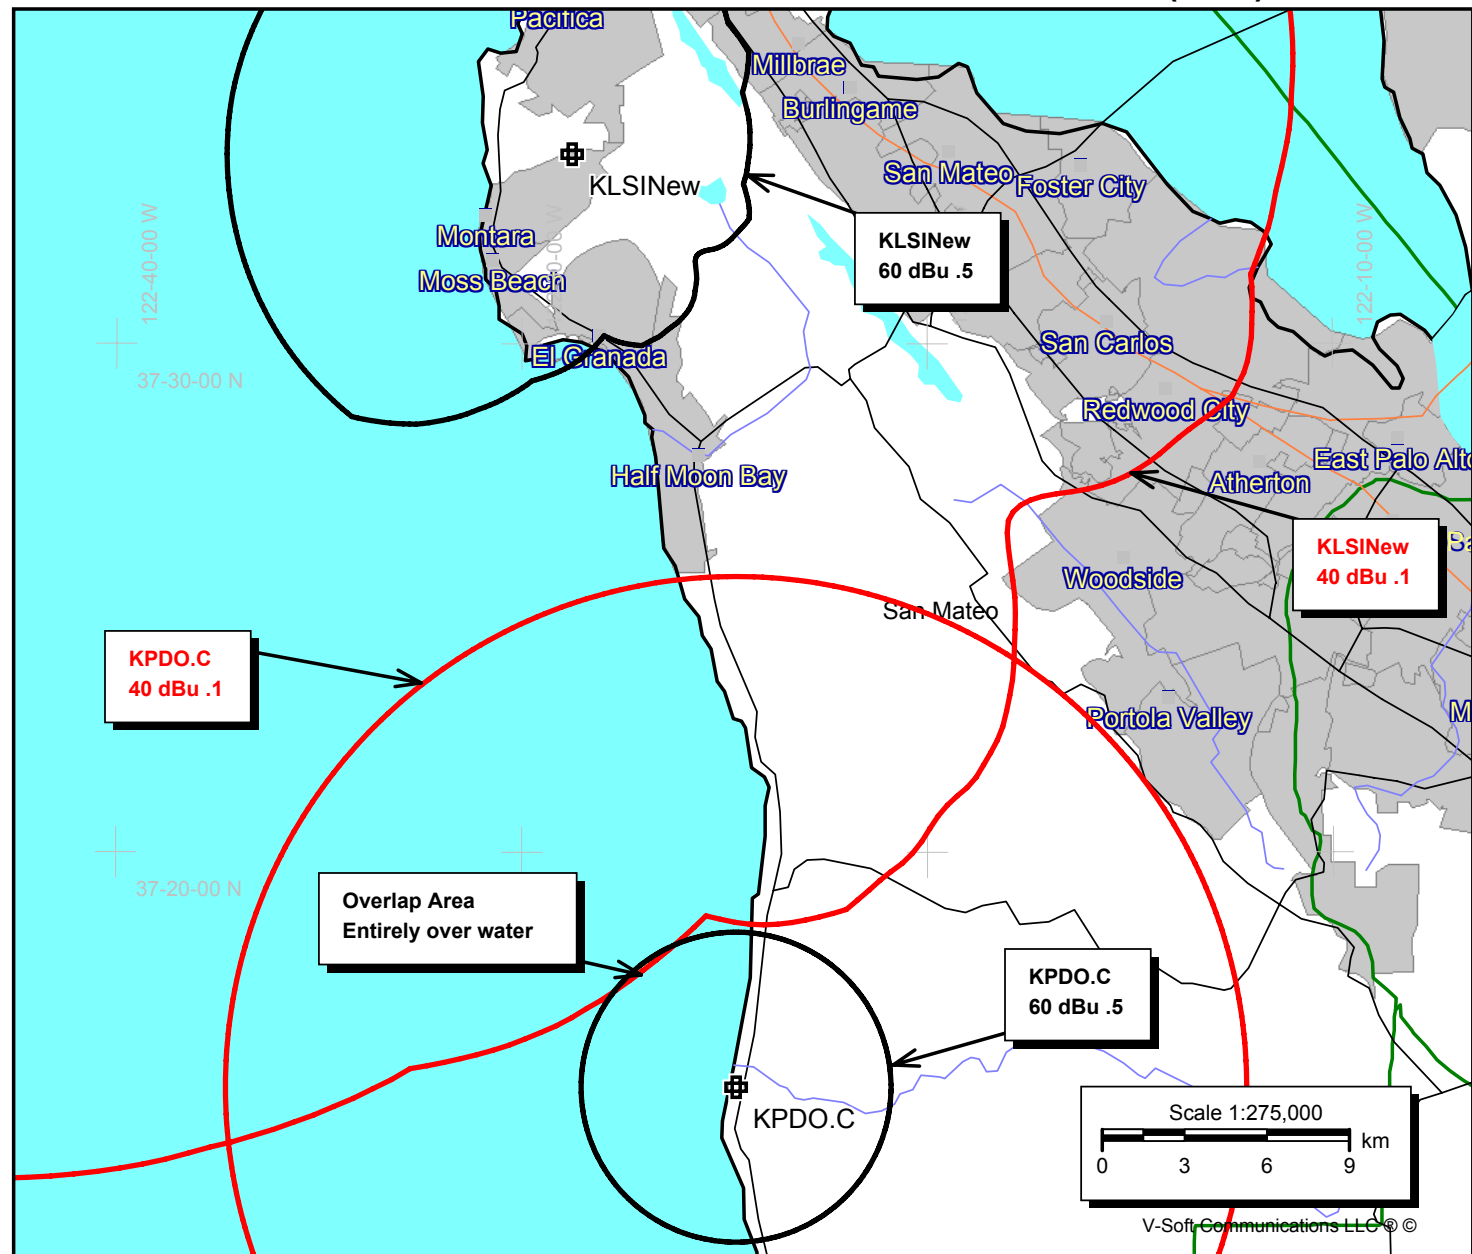 Pacifica
Millbrae
Burlingame
KLSINew
San Mateo
Foster City
122-40-00 W
122-10-00 W
Montara
KLSINew
60 dBu .5
Moss Beach
San Carlos
El Granada
37-30-00 N
Redwood City
East Palo Alto
Half Moon Bay
Atherton
KLSINew
40 dBu .1
Woodside
San Mateo
KPDO.C
40 dBu .1
Portola Valley
37-20-00 N
Overlap Area
Entirely over water
KPDO.C
60 dBu .5
KPDO.C
Scale 1:275,000
km
0 3 6 9
V-Soft Communications LLC ® ©